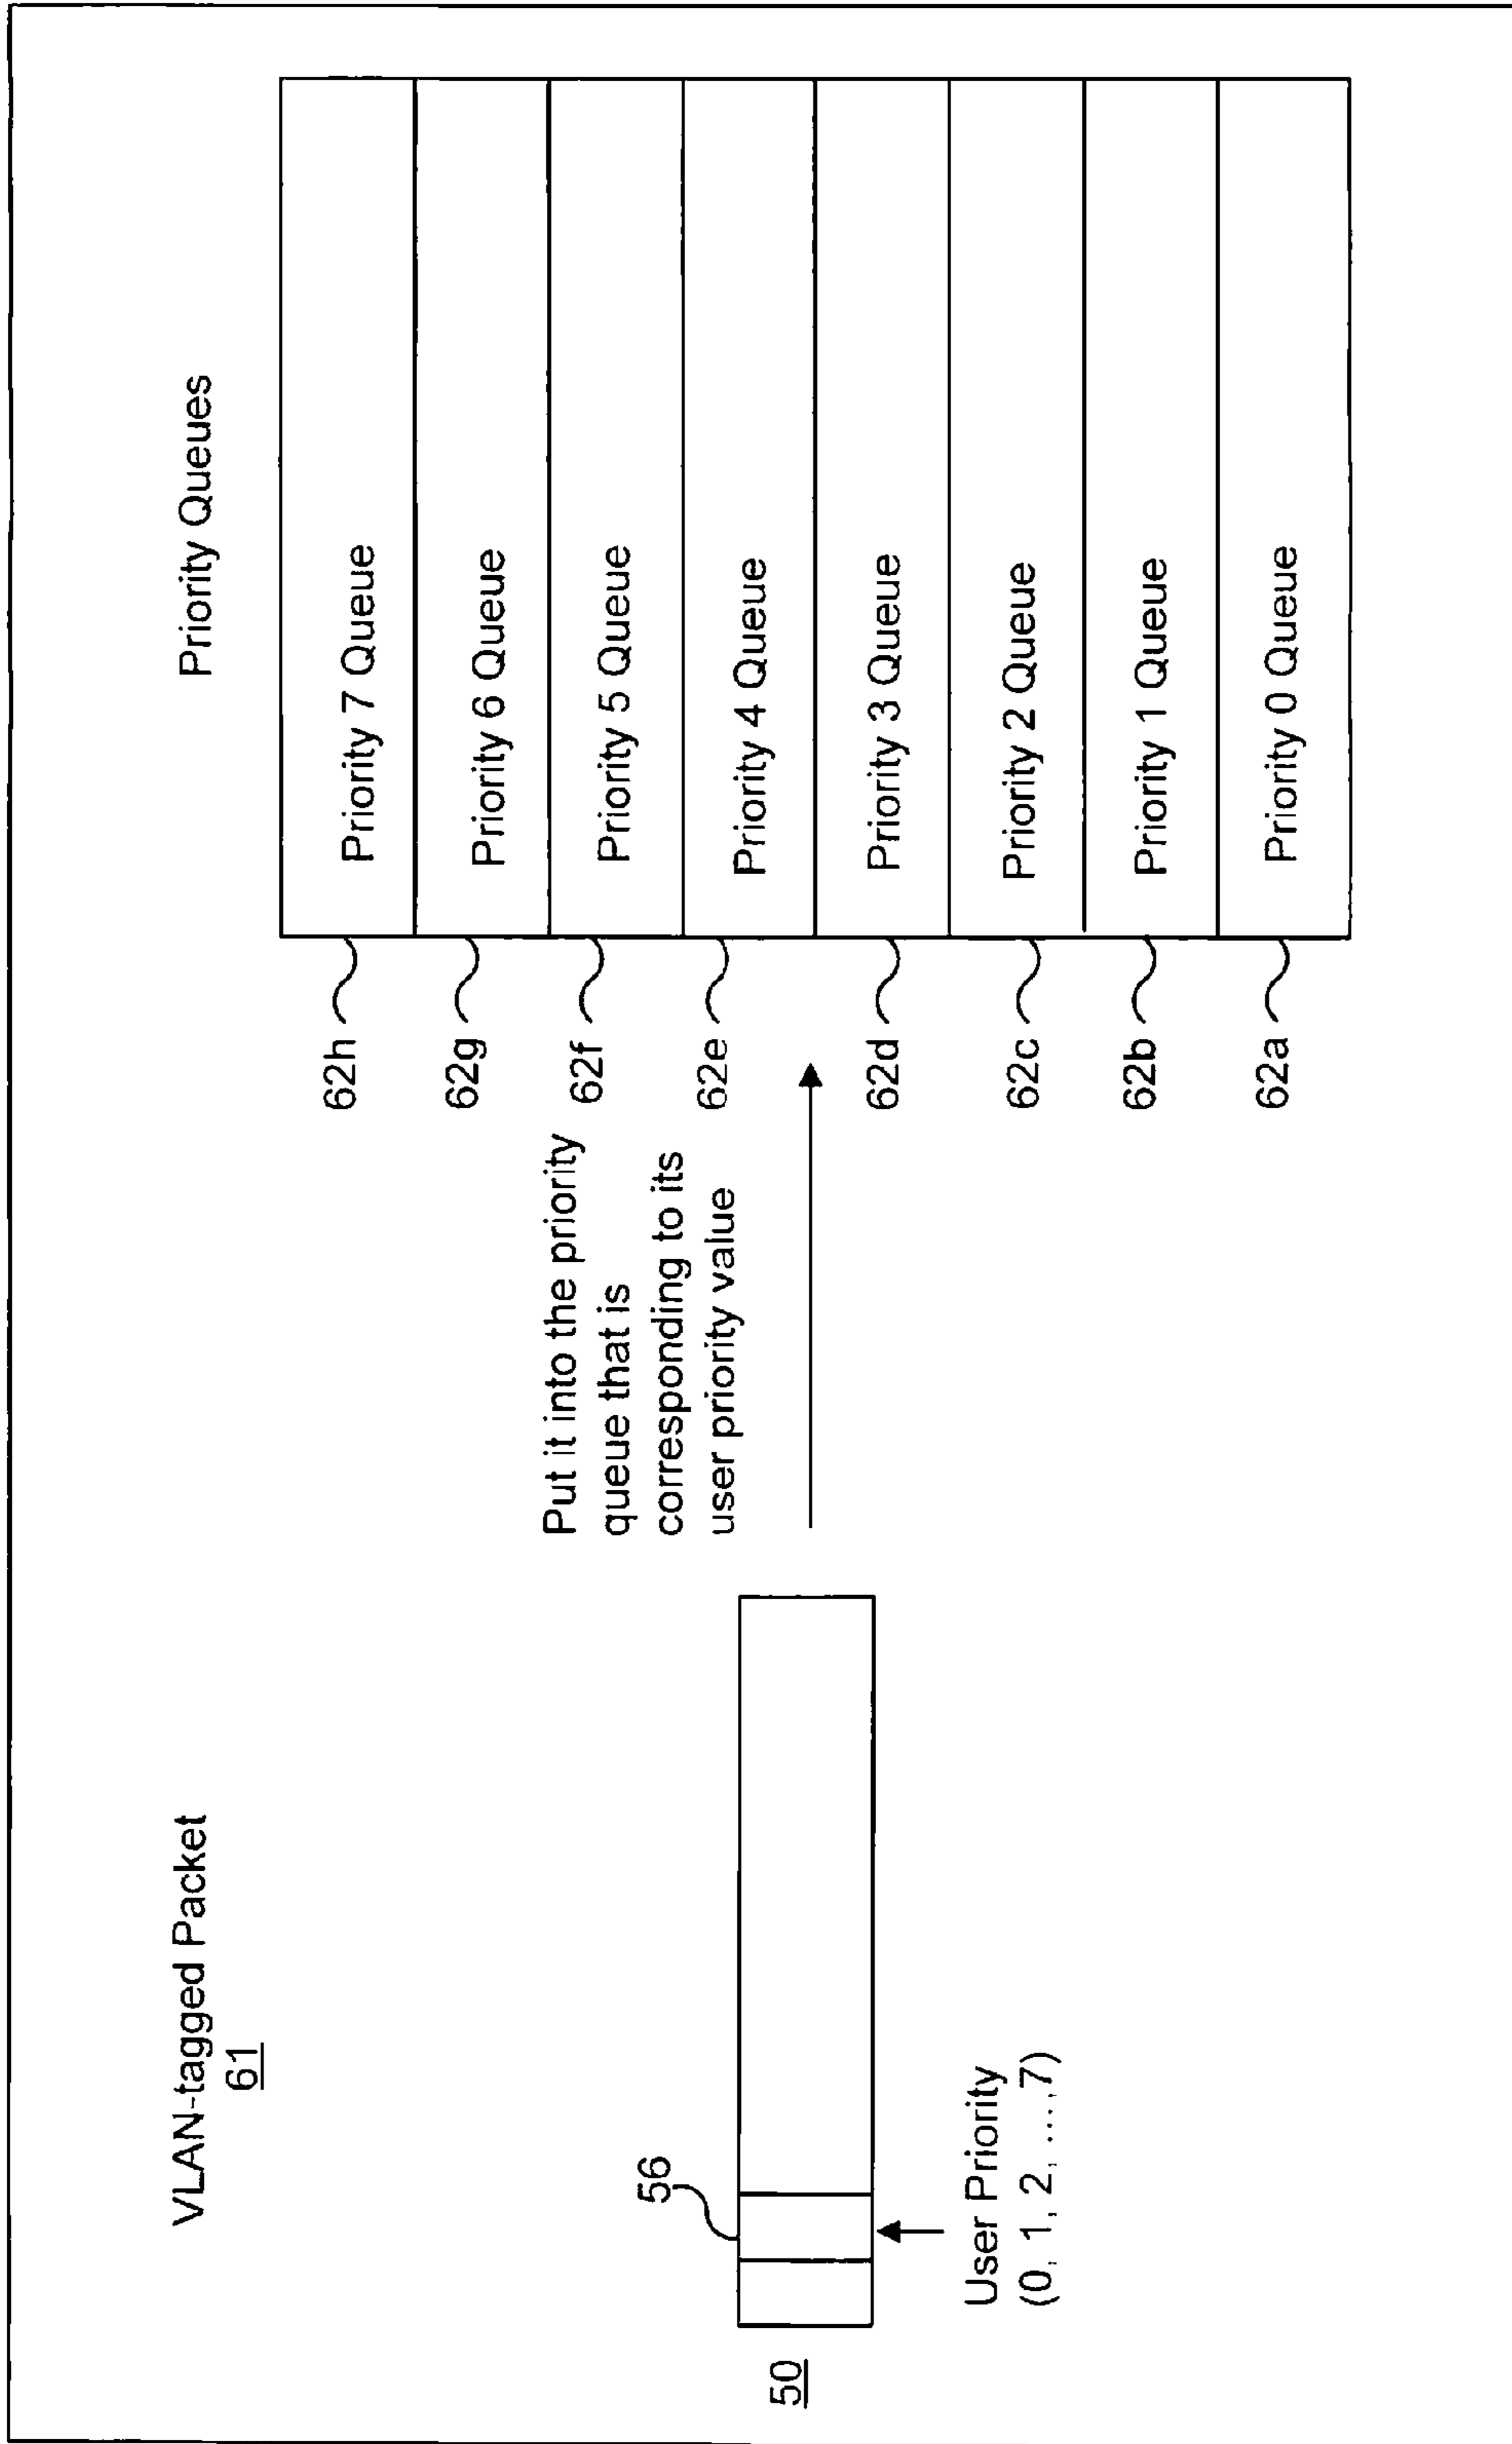 VLAN-tagged Packet
61
50
56
User Priority
(0, 1, 2, ...,7)
Put it into the priority
queue that is
corresponding to its
user priority value
Priority Queues
62h
Priority 7 Queue
62g
Priority 6 Queue
62f
Priority 5 Queue
62e
Priority 4 Queue
62d
Priority 3 Queue
62c
Priority 2 Queue
62b
Priority 1 Queue
62a
Priority 0 Queue